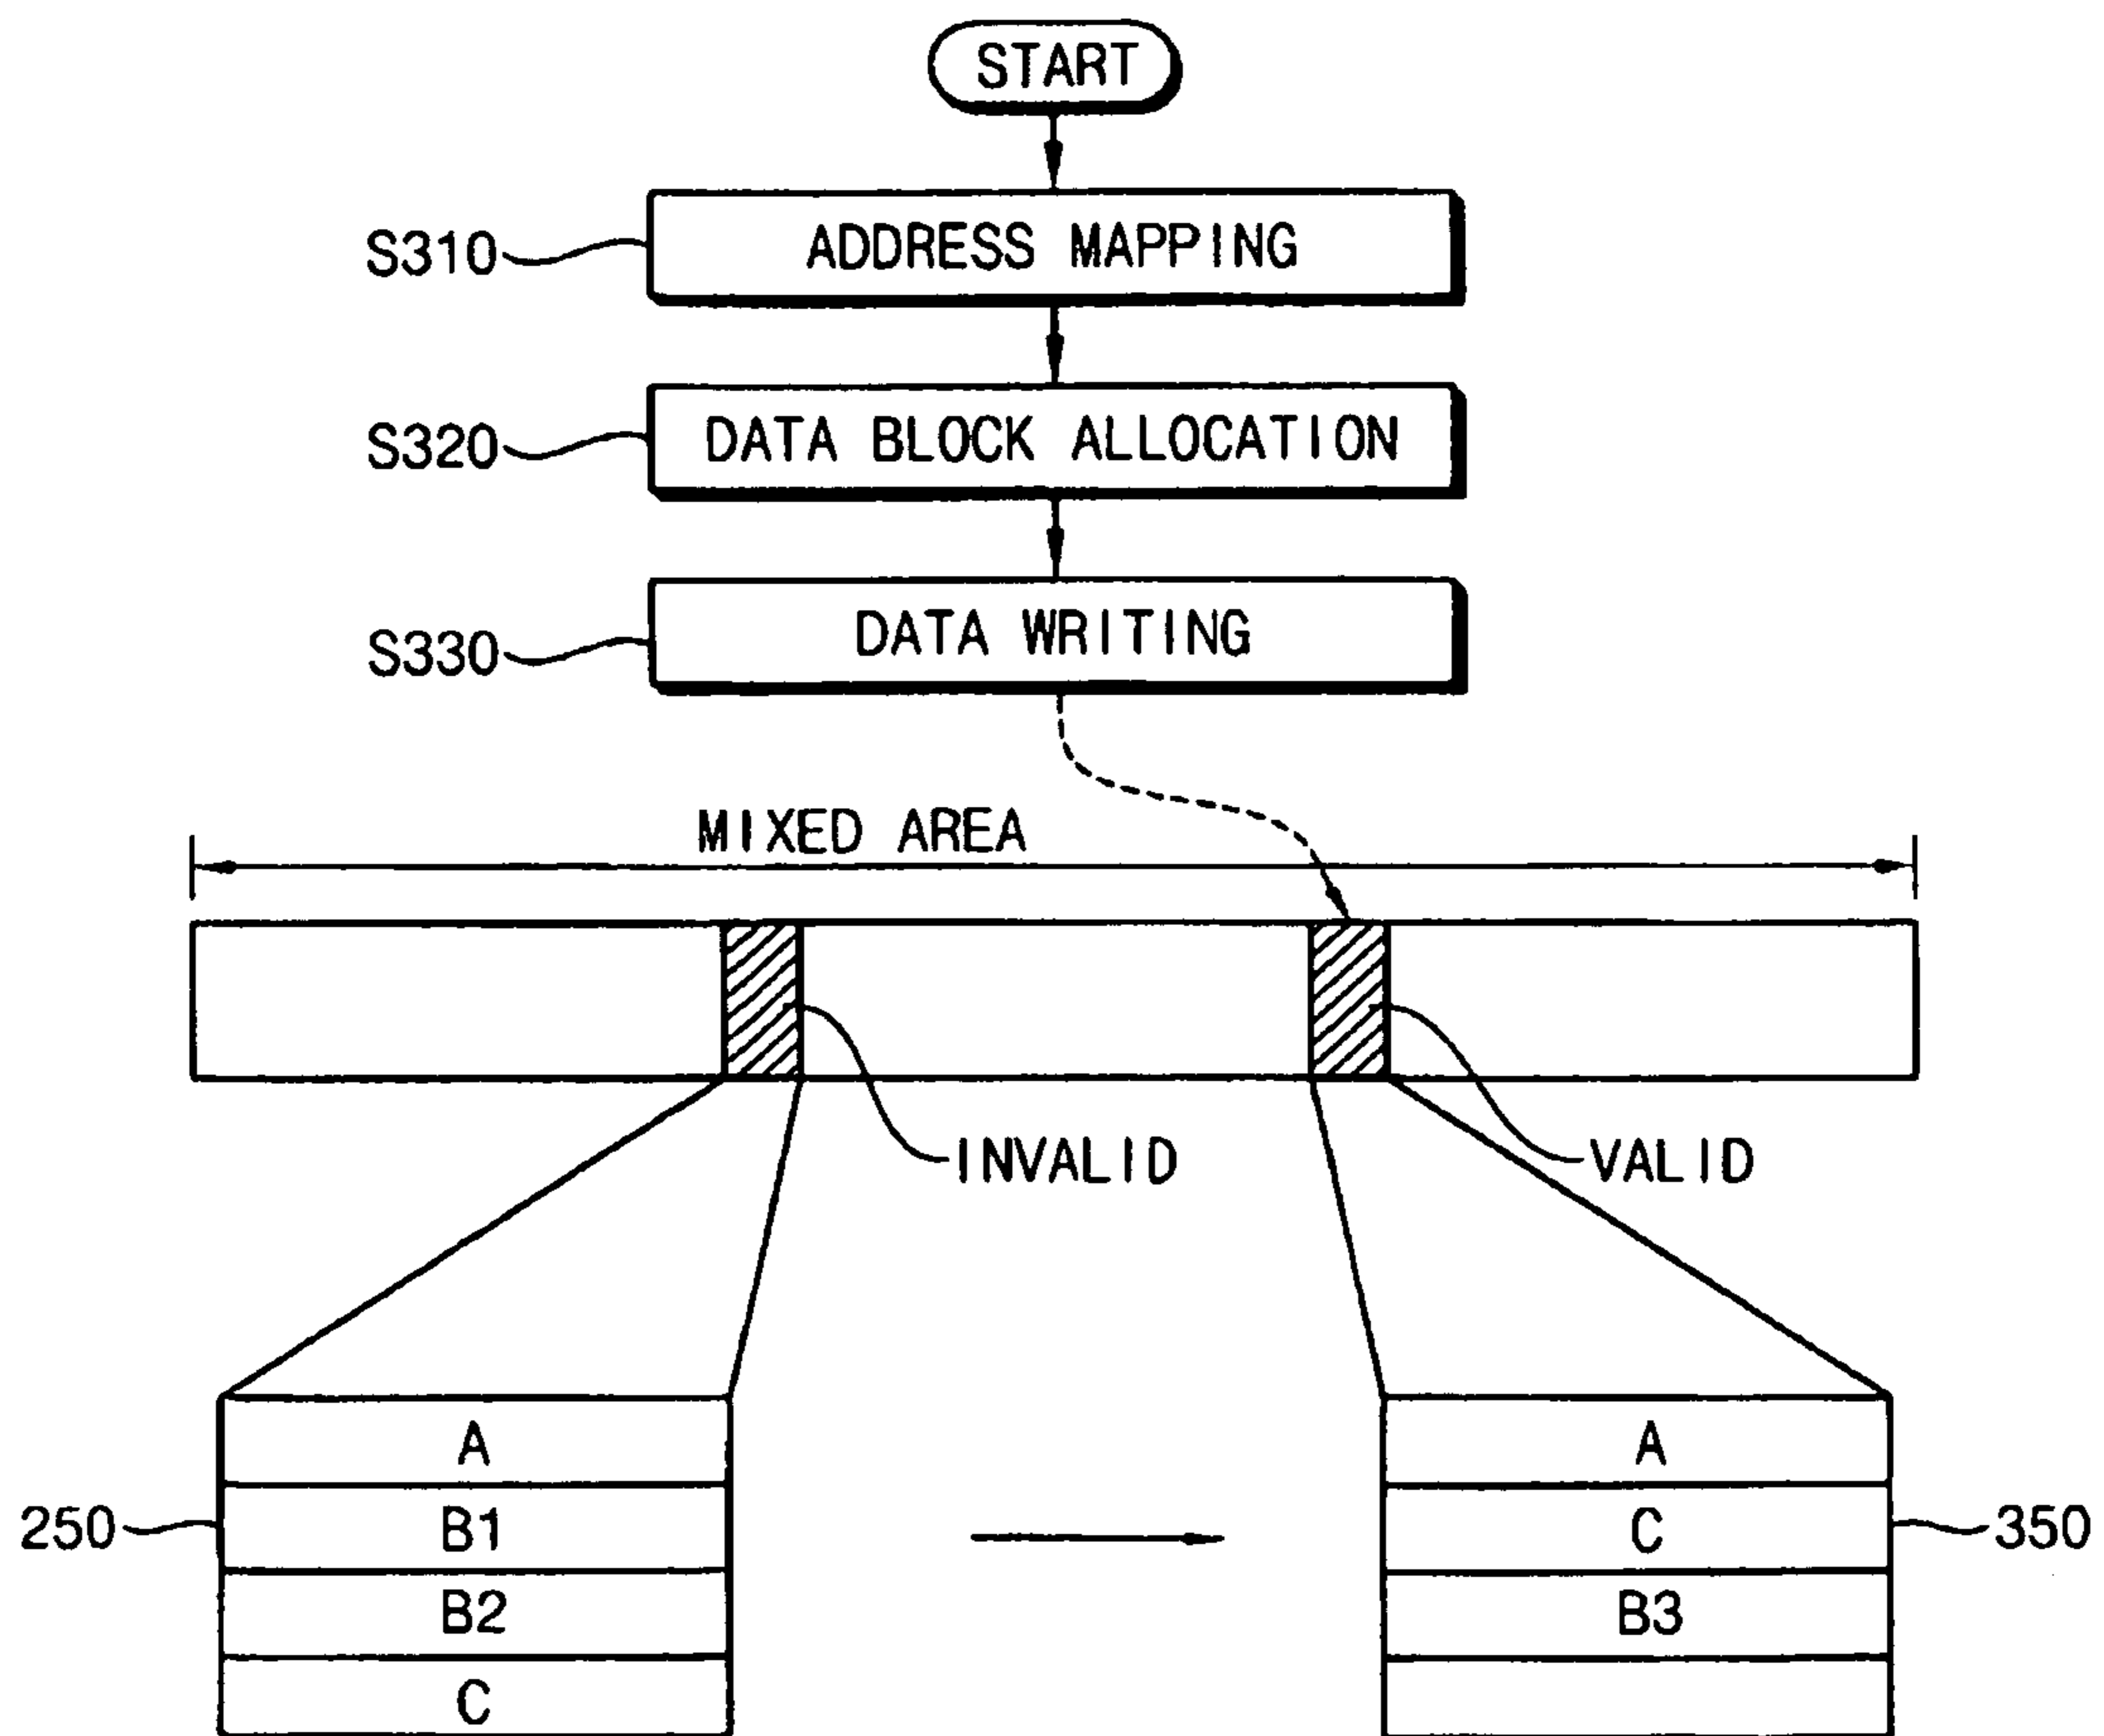 START
S310 ADDRESS MAPPING
S320 DATA BLOCK ALLOCATION
S330 DATA WRITING
MIXED AREA
INVALID VALID
A A
250 B1 C 350
B2 B3
C